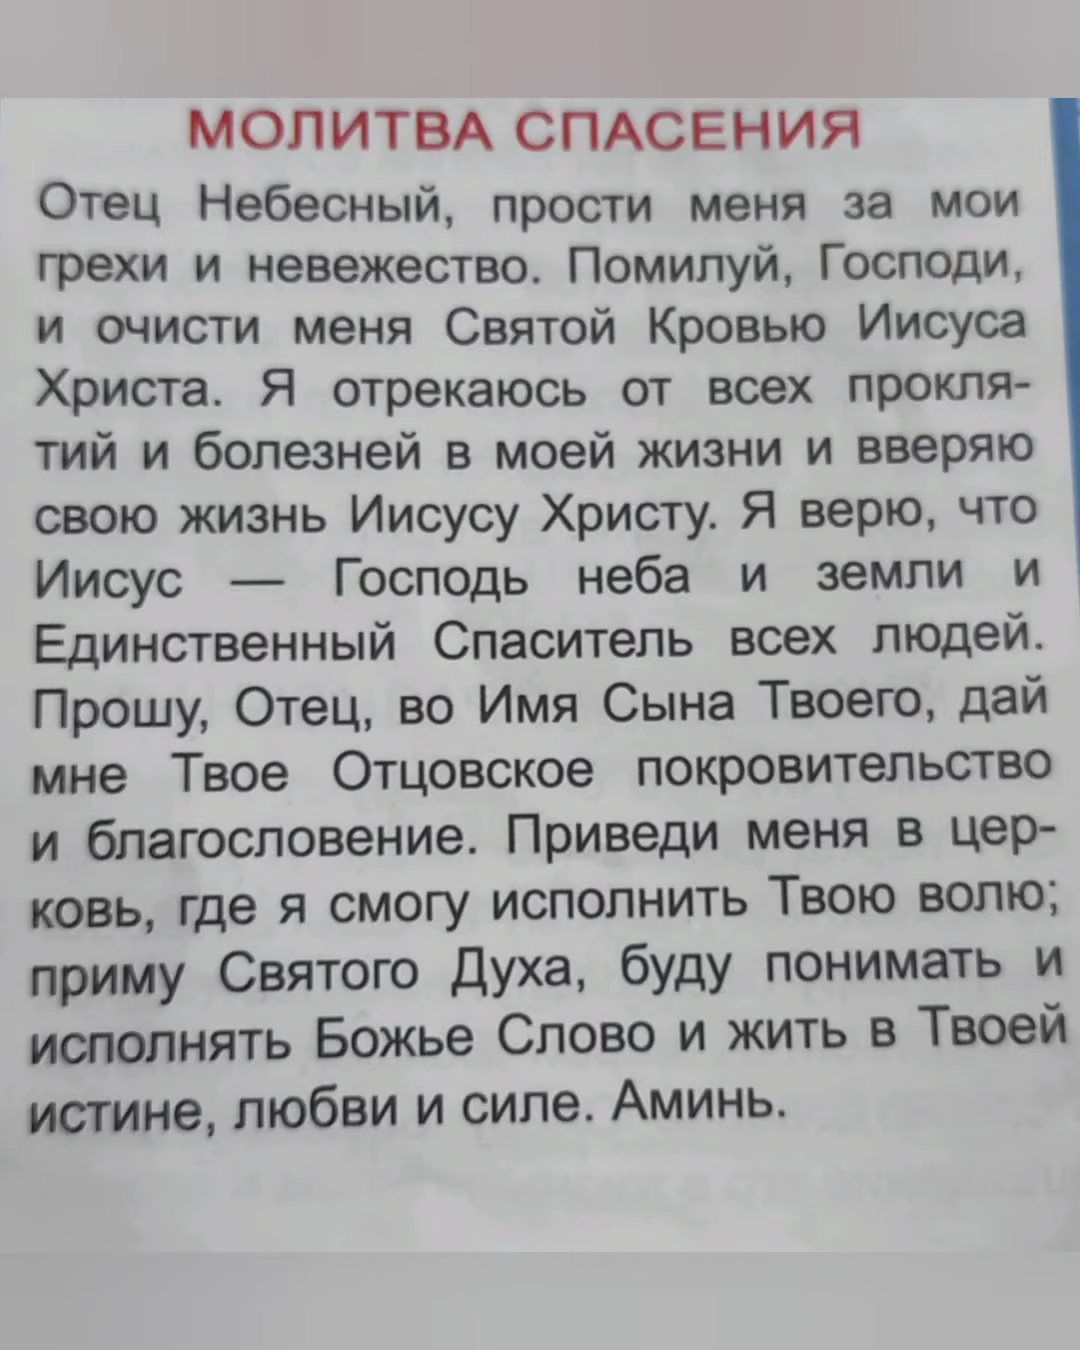 МОЛИТВА СПАСЕНИЯ
Отец Небесный, прости меня за мои
грехи и невежество. Помилуй, Господи,
и очисти меня Святой Кровью Иисуса
Христа. Я отрекаюсь от всех прокля-
тий и болезней в моей жизни и вверяю
свою жизнь Иисусу Христу. Я верю, что
Иисус — Господь неба и земли и
Единственный Спаситель всех людей.
Прошу, Отец, во Имя Сына Твоего, дай
мне Твое Отцовское покровительство
и благословение. Приведи меня в цер-
ковь, где я смогу исполнить Твою волю;
приму Святого Духа, буду понимать и
исполнять Божье Слово и жить в Твоей
истине, любви и силе. Аминь.